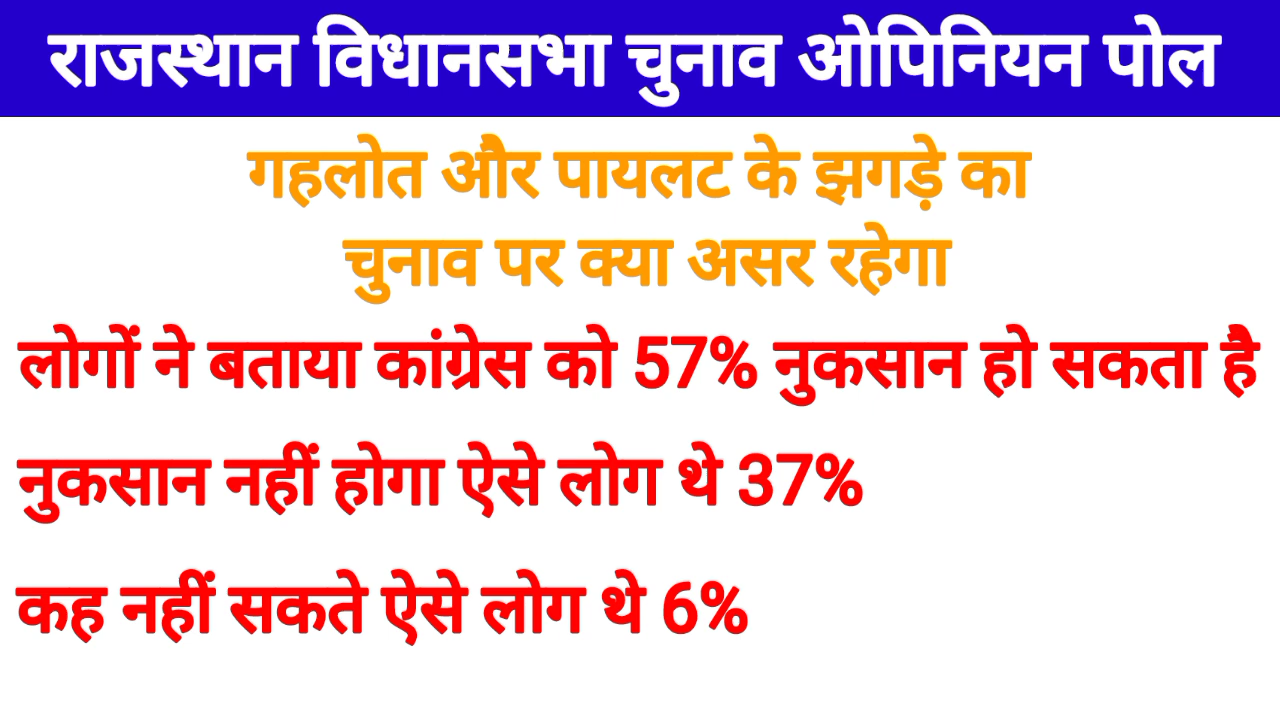 राजस्थान विधानसभा चुनाव ओपिनियन पोल
गहलोत और पायलट के झगड़े का
चुनाव पर क्या असर रहेगा
लोगों ने बताया कांग्रेस को 57% नुकसान हो सकता है
नुकसान नहीं होगा ऐसे लोग थे 37%
कह नहीं सकते ऐसे लोग थे 6%